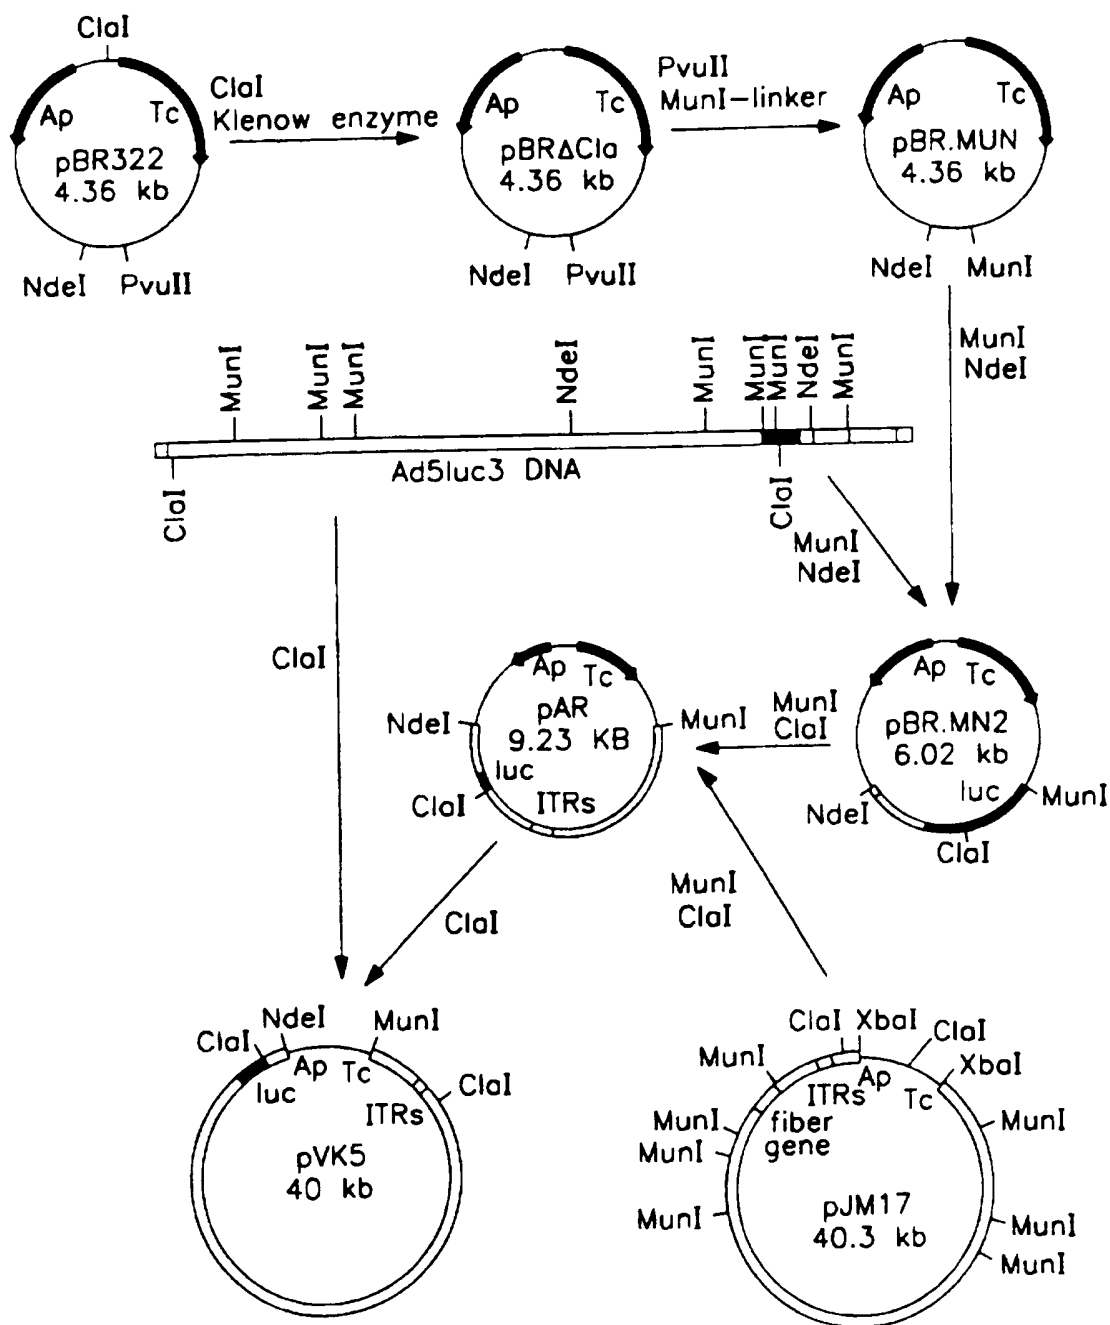 ClaI
Ap
Tc
pBR322
4.36 kb
NdeI
PvuII
ClaI
Klenow enzyme
Ap
Tc
pBRΔCla
4.36 kb
NdeI
PvuII
PvuII
MunI-linker
Ap
Tc
pBR.MUN
4.36 kb
NdeI
MunI
MunI
NdeI
MunI
MunI
MunI
NdeI
MunI
MunI
MunI
NdeI
MunI
Ad5luc3 DNA
ClaI
ClaI
MunI
NdeI
ClaI
Ap
Tc
pAR
9.23 KB
NdeI
MunI
luc
ClaI
ITRs
MunI
ClaI
Ap
Tc
pBR.MN2
6.02 kb
luc
MunI
NdeI
ClaI
ClaI
MunI
ClaI
ClaI
NdeI
MunI
Ap
Tc
luc
ClaI
ITRs
pVK5
40 kb
ClaI
XbaI
ClaI
XbaI
MunI
Ap
ITRs
Tc
MunI
fiber
gene
MunI
MunI
MunI
pJM17
40.3 kb
MunI
MunI